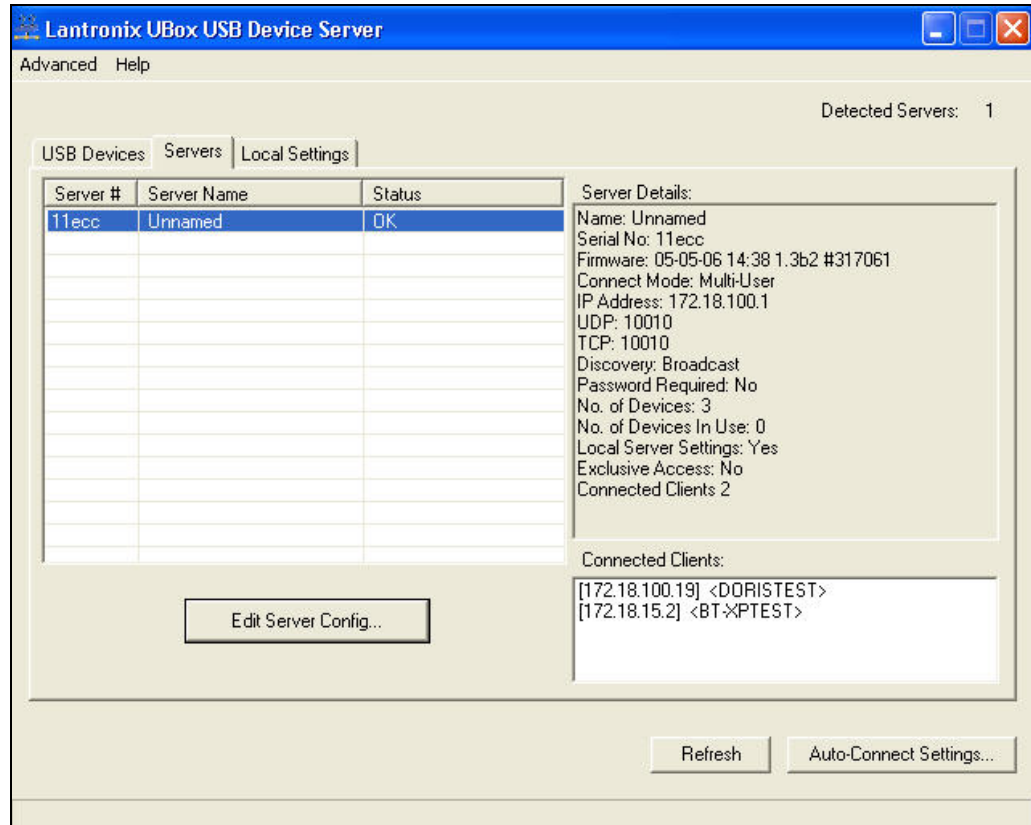 Lantronix UBox USB Device Server
Advanced Help
Detected Servers: 1
USB Devices Servers Local Settings
Server # Server Name Status
11ecc Unnamed OK
Server Details:
Name: Unnamed
Serial No: 11ecc
Firmware: 05-05-06 14:38 1.3b2 #317061
Connect Mode: Multi-User
IP Address: 172.18.100.1
UDP: 10010
TCP: 10010
Discovery: Broadcast
Password Required: No
No. of Devices: 3
No. of Devices In Use: 0
Local Server Settings: Yes
Exclusive Access: No
Connected Clients 2
Connected Clients:
[172.18.100.19] <DORISTEST>
[172.18.15.2] <BT-XPTEST>
Edit Server Config...
Refresh Auto-Connect Settings...